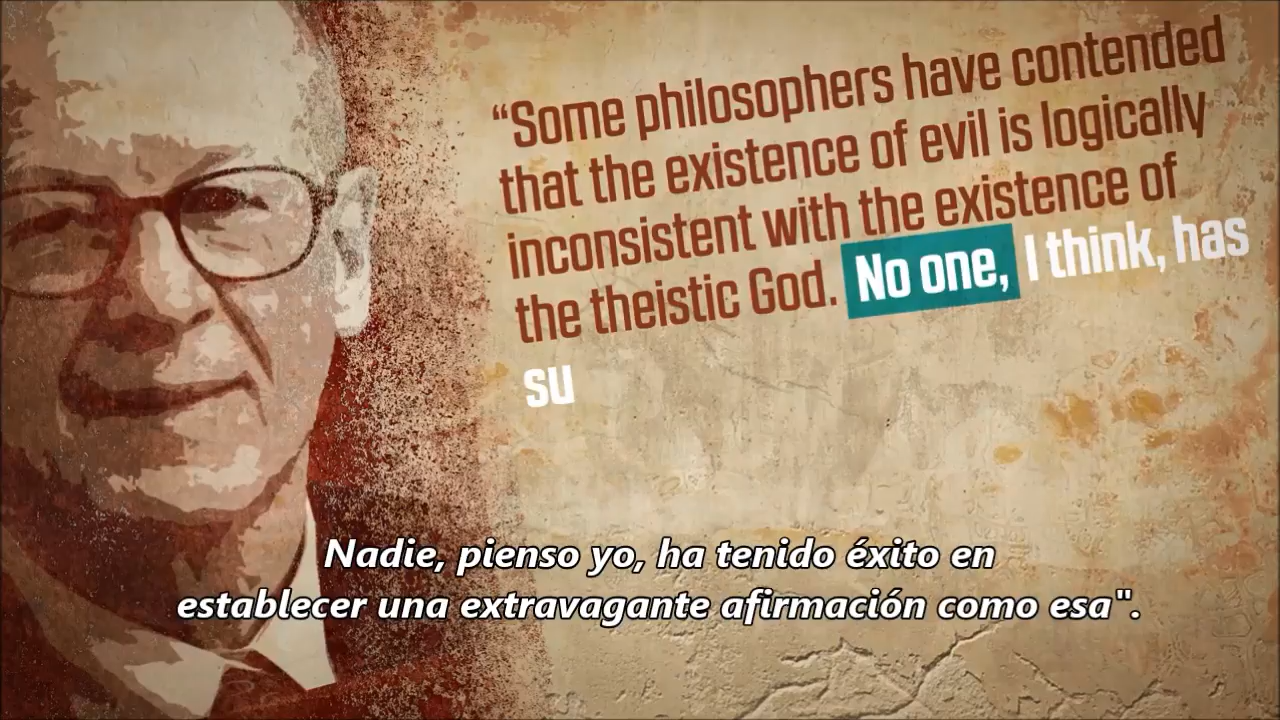 “Some philosophers have contended
that the existence of evil is logically
inconsistent with the existence of
the theistic God. No one, I think, has
su
Nadie, pienso yo, ha tenido éxito en
establecer una extravagante afirmación como esa".